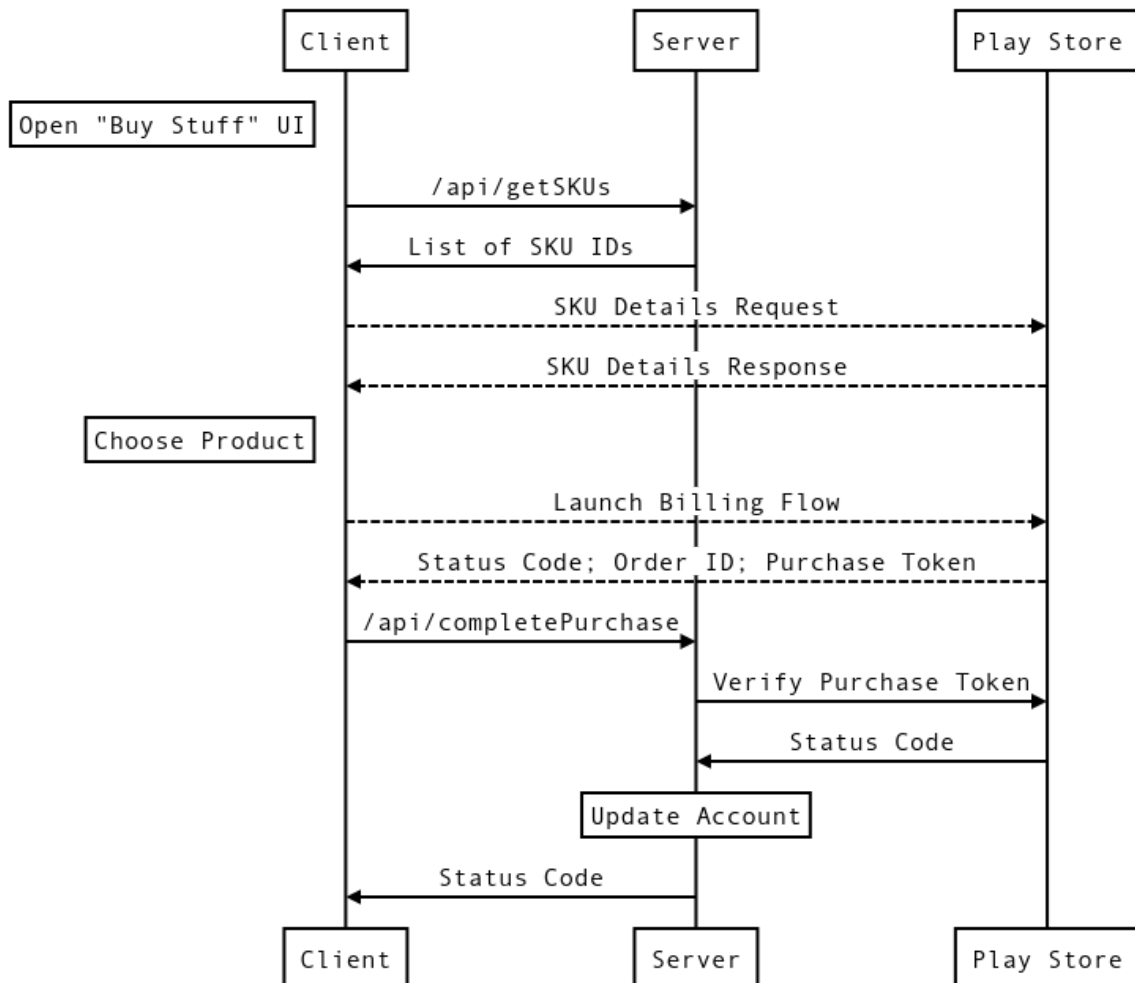 Client
Server
Play Store
Open "Buy Stuff" UI
/api/getSKUs
List of SKU IDs
SKU Details Request
SKU Details Response
Choose Product
Launch Billing Flow
Status Code; Order ID; Purchase Token
/api/completePurchase
Verify Purchase Token
Status Code
Update Account
Status Code
Client
Server
Play Store